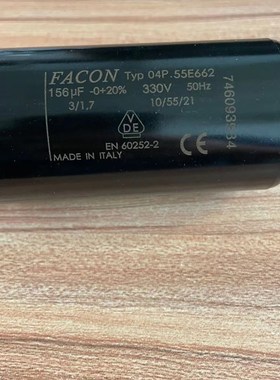 FACON Typ 04P.55E662
156µF -0+20% 330V 50Hz
3/1,7 10/55/21
VDE
EN 60252-2
MADE IN ITALY